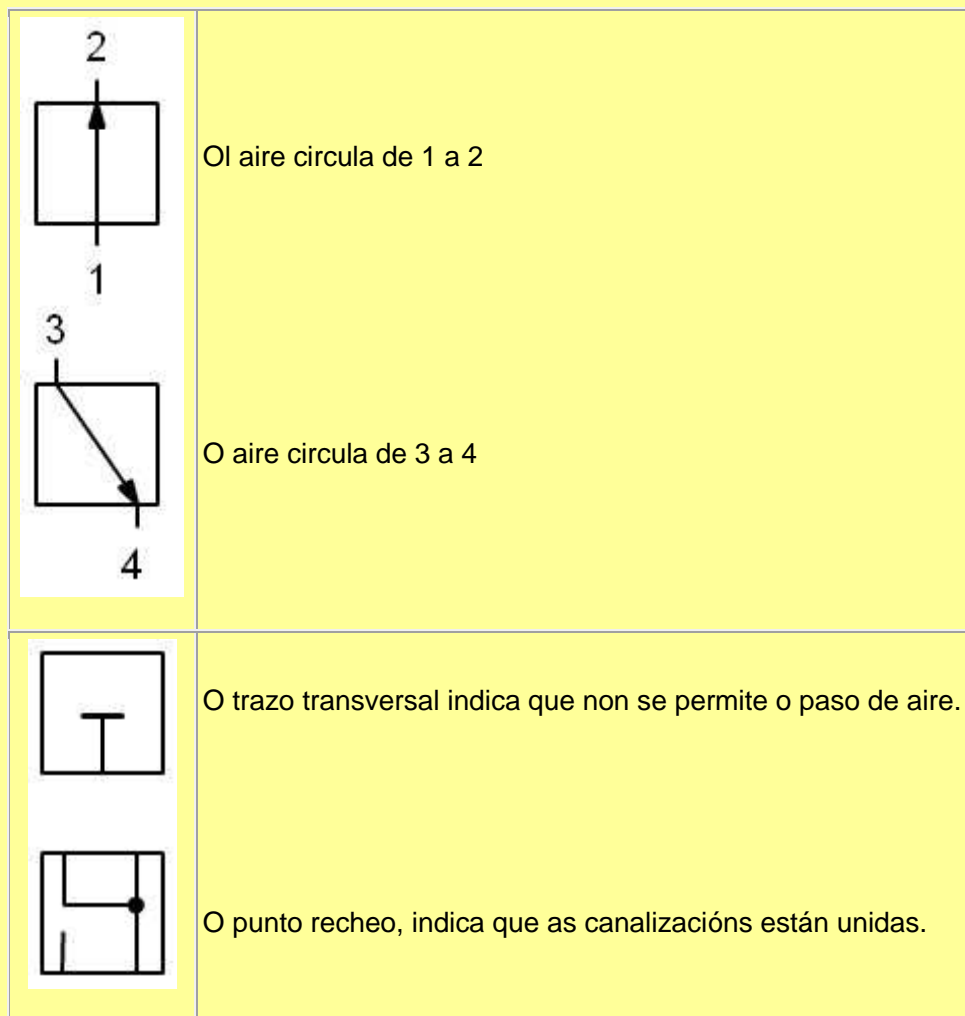 2
Ol aire circula de 1 a 2
1
3
O aire circula de 3 a 4
4
O trazo transversal indica que non se permite o paso de aire.
O punto recheo, indica que as canalizacións están unidas.